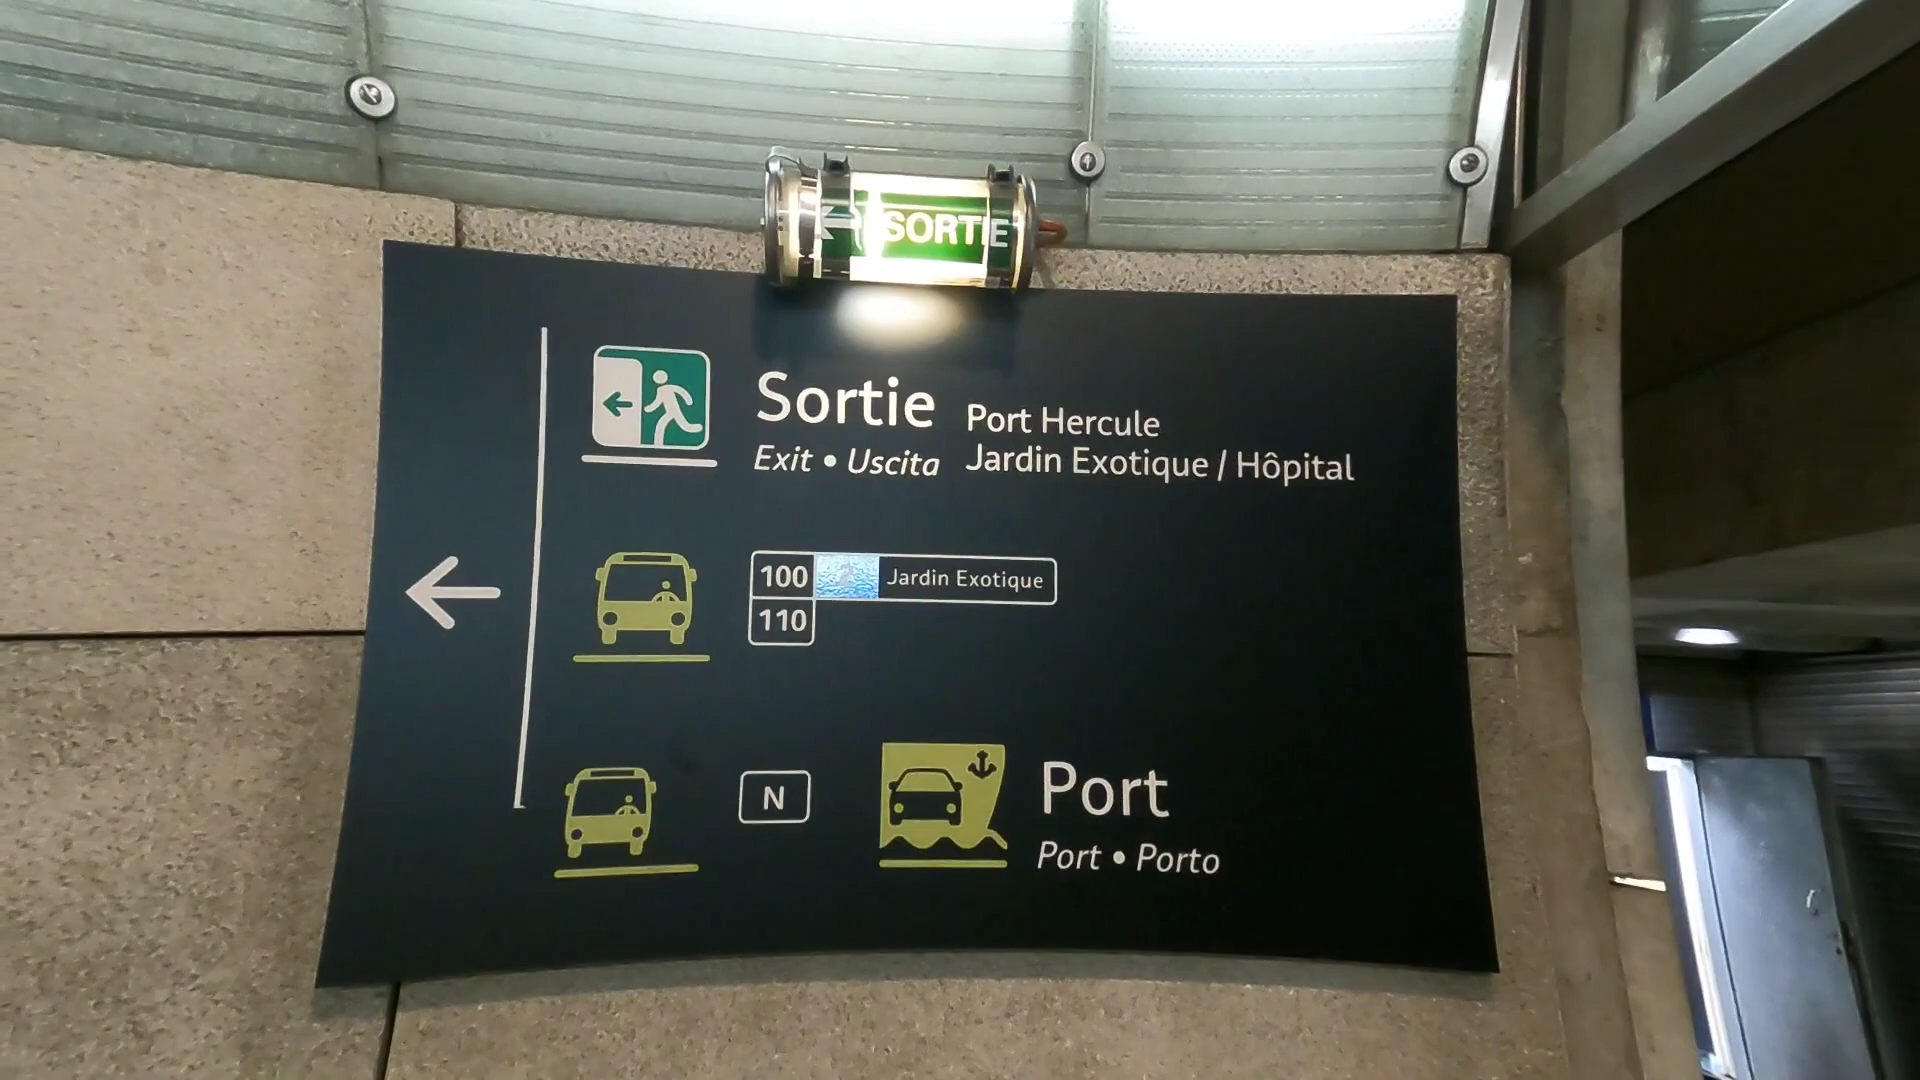 SORTIE
Sortie Port Hercule
Exit • Uscita Jardin Exotique / Hôpital
100 Jardin Exotique
110
N Port
Port • Porto